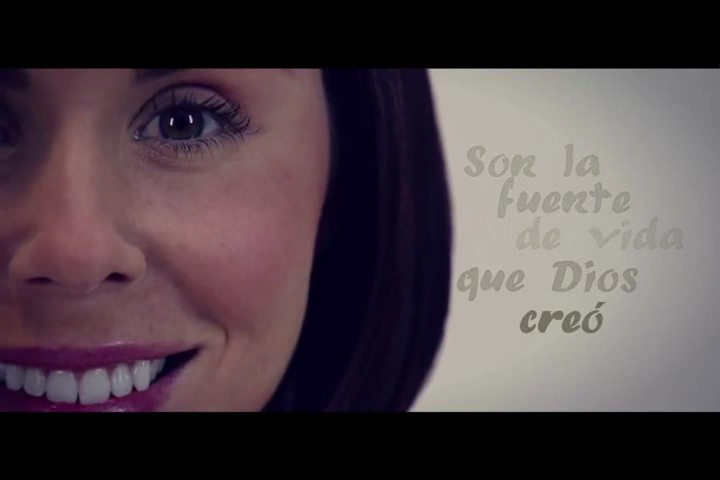 Son la
fuente
de vida
que Dios
creó